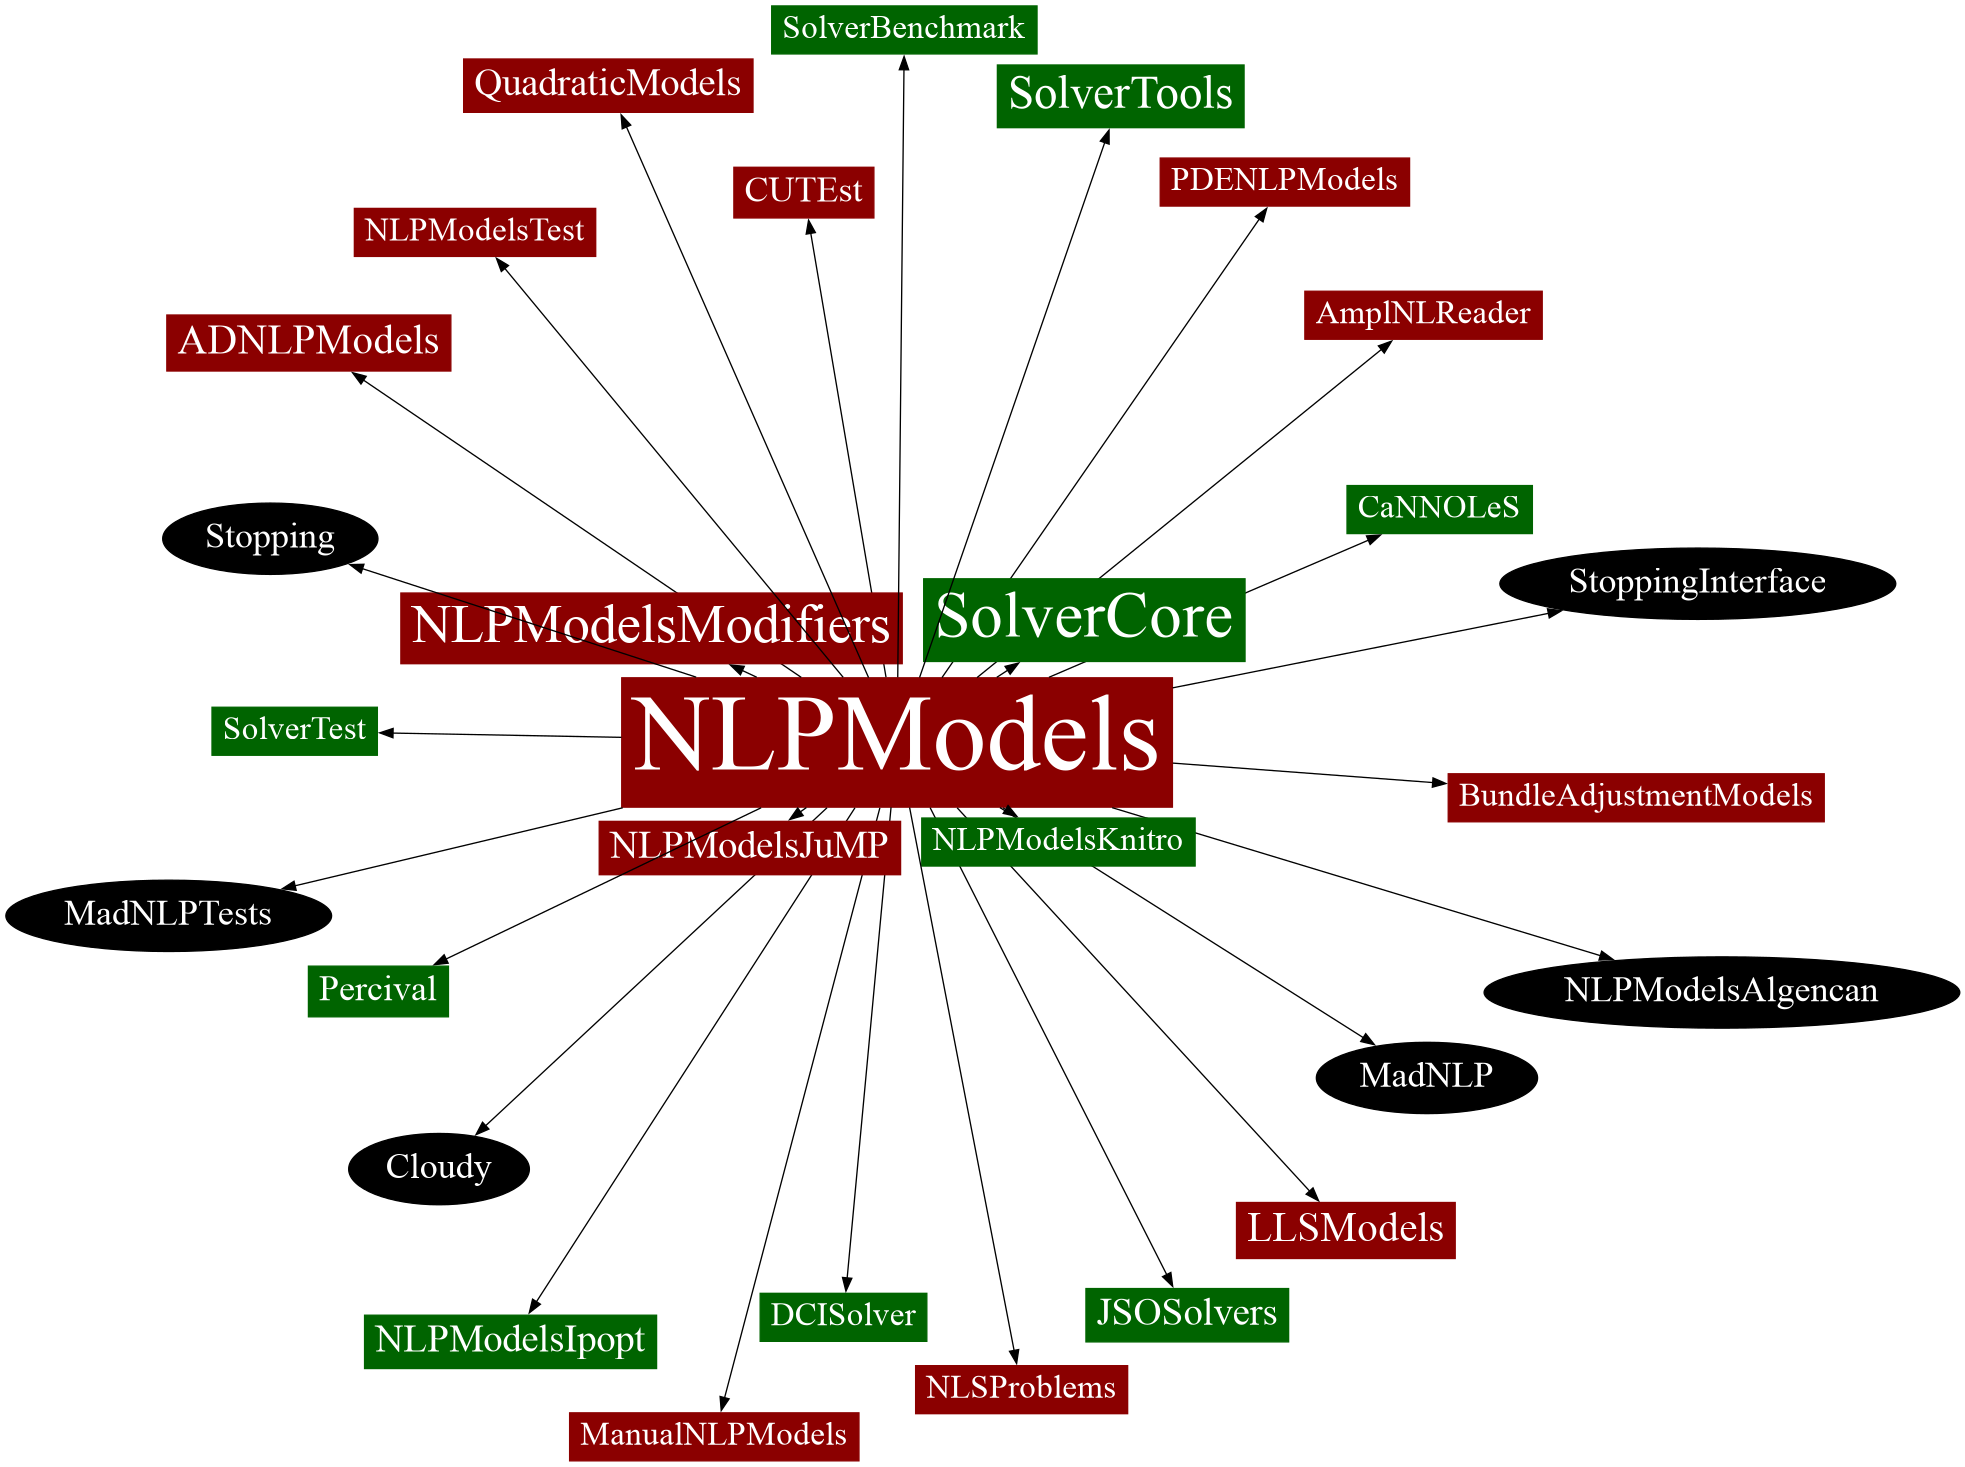 SolverBenchmark
QuadraticModels
SolverTools
CUTEst
PDENLPModels
NLPModelsTest
AmplNLReader
ADNLPModels
CaNNOLeS
Stopping
StoppingInterface
NLPModelsModifiers
SolverCore
SolverTest
NLPModels
BundleAdjustmentModels
NLPModelsJuMP
NLPModelsKnitro
MadNLPTests
Percival
NLPModelsAlgencan
MadNLP
Cloudy
LLSModels
DCISolver
JSOSolvers
NLPModelsIpopt
NLSProblems
ManualNLPModels